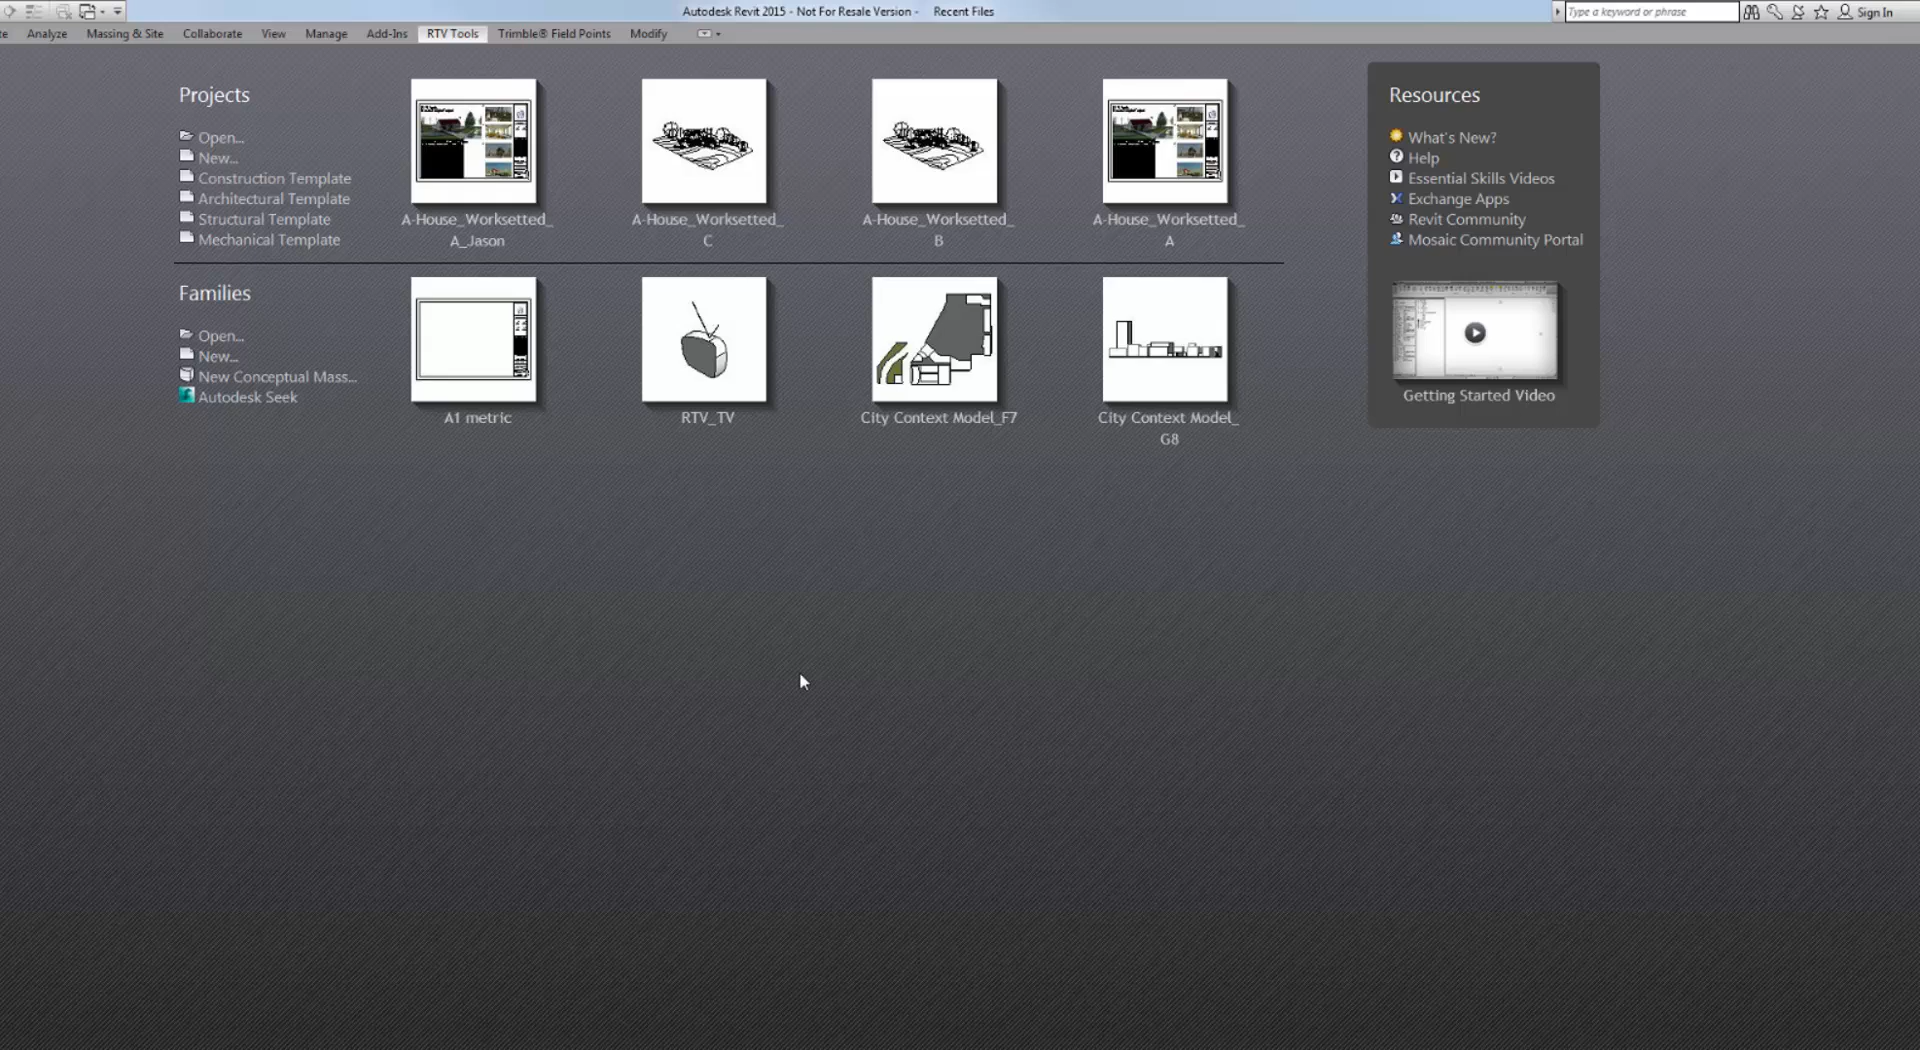 Autodesk Revit 2015 - Not For Resale Version - Recent Files
Type a keyword or phrase
Sign In
Analyze Massing & Site Collaborate View Manage Add-Ins RTV Tools Trimble® Field Points Modify
Projects
Open...
New...
Construction Template
Architectural Template
Structural Template
Mechanical Template
A-House_Worksetted_
A_Jason
A-House_Worksetted_
C
A-House_Worksetted_
B
A-House_Worksetted_
A
Families
Open...
New...
New Conceptual Mass...
Autodesk Seek
A1 metric
RTV_TV
City Context Model_F7
City Context Model_
G8
Resources
What's New?
Help
Essential Skills Videos
Exchange Apps
Revit Community
Mosaic Community Portal
Getting Started Video